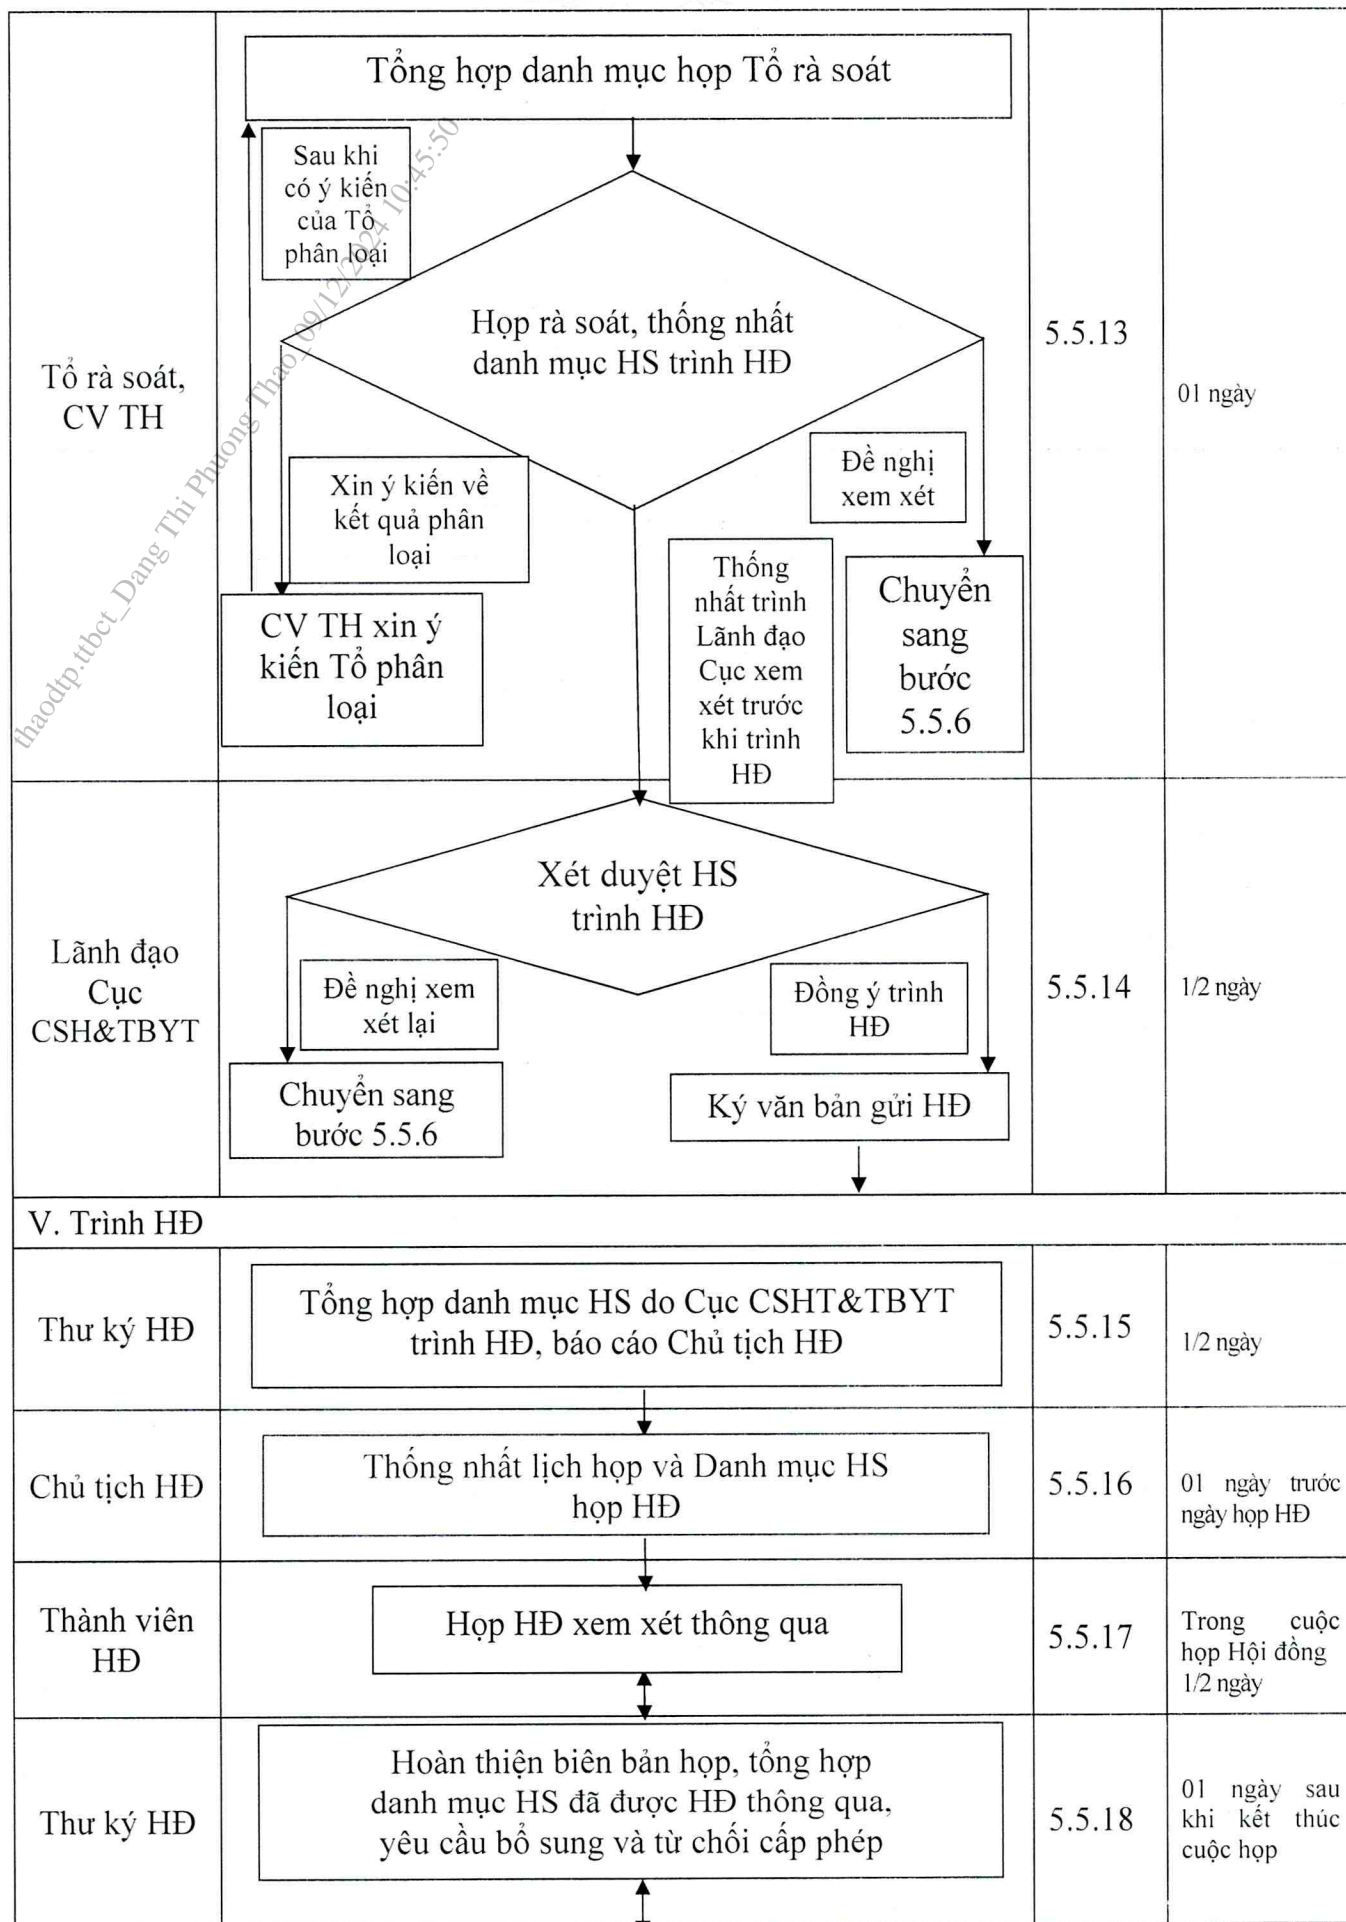 Tổng hợp danh mục họp Tổ rà soát
Sau khi
có ý kiến
của Tổ
phân loại
Họp rà soát, thống nhất
danh mục HS trình HĐ
5.5.13
Tổ rà soát,
CV TH
01 ngày
Xin ý kiến về
kết quả phân
loại
Đề nghị
xem xét
Thống
nhất trình
Lãnh đạo
Cục xem
xét trước
khi trình
HĐ
CV TH xin ý
kiến Tổ phân
loại
Chuyển
sang
bước
5.5.6
thaodtp.ttbct_Dang Thi Phuong Thao_09/12/2024 10:45:50
Lãnh đạo
Cục
CSH&TBYT
Xét duyệt HS
trình HĐ
Đề nghị xem
xét lại
Đồng ý trình
HĐ
5.5.14
1/2 ngày
Chuyển sang
bước 5.5.6
Ký văn bản gửi HĐ
V. Trình HĐ
Thư ký HĐ
Tổng hợp danh mục HS do Cục CSHT&TBYT
trình HĐ, báo cáo Chủ tịch HĐ
5.5.15
1/2 ngày
Chủ tịch HĐ
Thống nhất lịch họp và Danh mục HS
họp HĐ
5.5.16
01 ngày trước
ngày họp HĐ
Thành viên
HĐ
Họp HĐ xem xét thông qua
5.5.17
Trong cuộc
họp Hội đồng
1/2 ngày
Thư ký HĐ
Hoàn thiện biên bản họp, tổng hợp
danh mục HS đã được HĐ thông qua,
yêu cầu bổ sung và từ chối cấp phép
5.5.18
01 ngày sau
khi kết thúc
cuộc họp